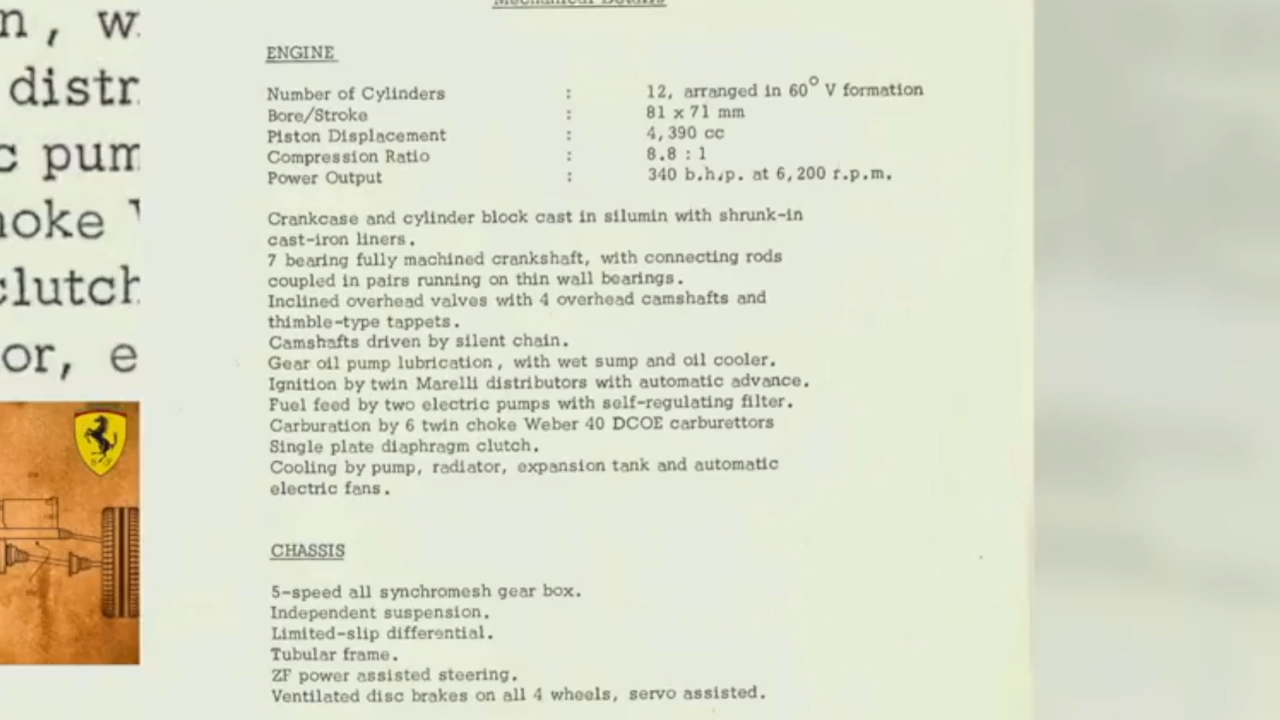 Mechanical Details
ENGINE
Number of Cylinders : 12, arranged in 60° V formation
Bore/Stroke : 81 x 71 mm
Piston Displacement : 4,390 cc
Compression Ratio : 8.8 : 1
Power Output : 340 b.h.p. at 6,200 r.p.m.
Crankcase and cylinder block cast in silumin with shrunk-in
cast-iron liners.
7 bearing fully machined crankshaft, with connecting rods
coupled in pairs running on thin wall bearings.
Inclined overhead valves with 4 overhead camshafts and
thimble-type tappets.
Camshafts driven by silent chain.
Gear oil pump lubrication, with wet sump and oil cooler.
Ignition by twin Marelli distributors with automatic advance.
Fuel feed by two electric pumps with self-regulating filter.
Carburation by 6 twin choke Weber 40 DCOE carburettors
Single plate diaphragm clutch.
Cooling by pump, radiator, expansion tank and automatic
electric fans.
CHASSIS
5-speed all synchromesh gear box.
Independent suspension.
Limited-slip differential.
Tubular frame.
ZF power assisted steering.
Ventilated disc brakes on all 4 wheels, servo assisted.
n, w
distr
c pum
hoke
clutch
or, e